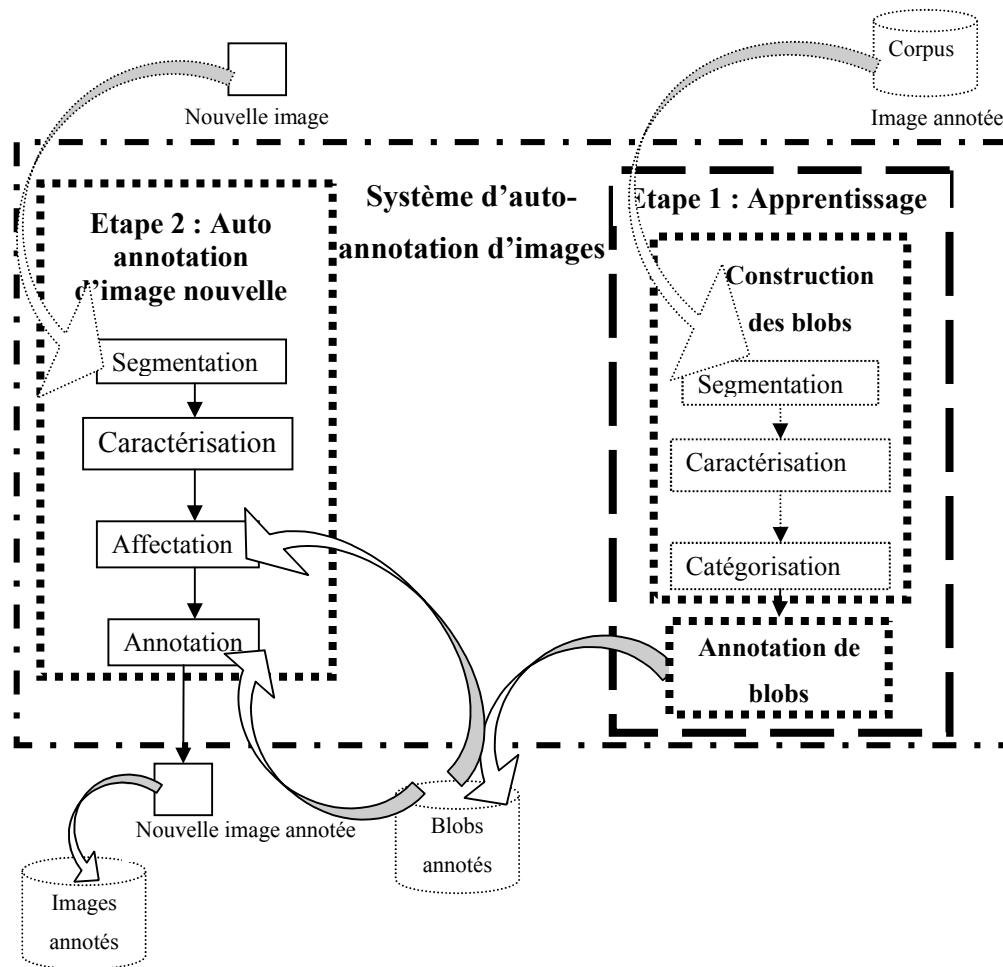 Corpus
Nouvelle image
Image annotée
Système d'auto-
annotation d'images
Etape 1 : Apprentissage
Construction
des blobs
Segmentation
Caractérisation
Catégorisation
Annotation de
blobs
Etape 2 : Auto
annotation
d'image nouvelle
Segmentation
Caractérisation
Affectation
Annotation
Nouvelle image annotée
Blobs
annotés
Images
annotés